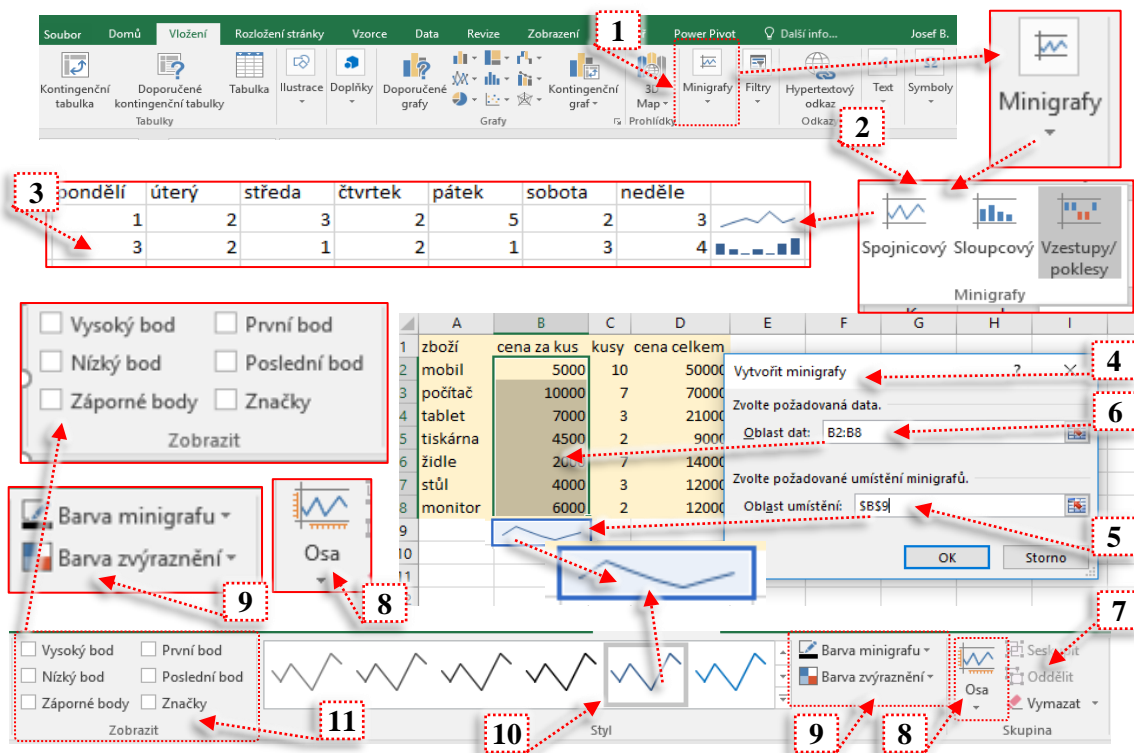 Soubor Domů Vložení Rozložení stránky Vzorce Data Revize Zobrazení Power Pivot Další info... Josef B.
1
Kontingenční tabulka
Doporučené kontingenční tabulky
Tabulka
Tabulky
Ilustrace
Doplňky
Doporučené grafy
Kontingenční graf
Grafy
3D Map
Prohlídky
Minigrafy
Filtry
Hypertextový odkaz
Odkazy
Text
Symboly
Minigrafy
2
Spojnicový Sloupcový Vzestupy/
poklesy
Minigrafy
3
pondělí úterý středa čtvrtek pátek sobota neděle
1 2 3 2 5 2 3
3 2 1 2 1 3 4
Vysoký bod První bod
Nízký bod Poslední bod
Záporné body Značky
Zobrazit
A B C D E F G H I
1 zboží cena za kus kusy cena celkem
2 mobil 5000 10 50000
3 počítač 10000 7 70000
4 tablet 7000 3 21000
5 tiskárna 4500 2 9000
6 židle 2000 7 14000
7 stůl 4000 3 12000
8 monitor 6000 2 12000
9
10
11
Vytvořit minigrafy ?
4
Zvolte požadovaná data.
Oblast dat: B2:B8
6
Zvolte požadované umístění minigrafů.
Oblast umístění: $B$9
5
OK Storno
Barva minigrafu
Barva zvýraznění
9
Osa
8
7
Vysoký bod První bod
Nízký bod Poslední bod
Záporné body Značky
Zobrazit
11
10
Styl
Barva minigrafu
Barva zvýraznění
9
Osa
8
Seskupit
Oddělit
Vymazat
Skupina